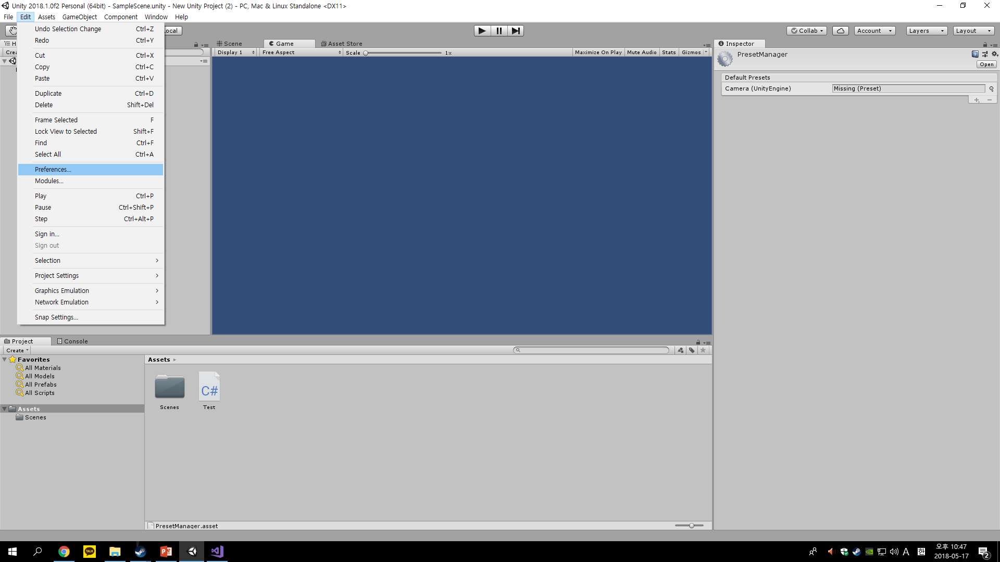 Unity 2018.1.0f2 Personal (64bit) - SampleScene.unity - New Unity Project (2) - PC, Mac & Linux Standalone <DX11>
File Edit Assets GameObject Component Window Help
Undo Selection Change Ctrl+Z
Redo Ctrl+Y
Cut Ctrl+X
Copy Ctrl+C
Paste Ctrl+V
Duplicate Ctrl+D
Delete Shift+Del
Frame Selected F
Lock View to Selected Shift+F
Find Ctrl+F
Select All Ctrl+A
Preferences...
Modules...
Play Ctrl+P
Pause Ctrl+Shift+P
Step Ctrl+Alt+P
Sign in...
Sign out
Selection
Project Settings
Graphics Emulation
Network Emulation
Snap Settings...
ocal
H
Crea
Collab Account Layers Layout
Scene Game Asset Store
Display 1 Free Aspect Scale 1x Maximize On Play Mute Audio Stats Gizmos
Inspector
PresetManager
Open
Default Presets
Camera (UnityEngine) Missing (Preset)
Project Console
Create
Favorites
All Materials
All Models
All Prefabs
All Scripts
Assets
Scenes
Assets
C#
Scenes Test
PresetManager.asset
TALK
A 한
오후 10:47
2018-05-17
2